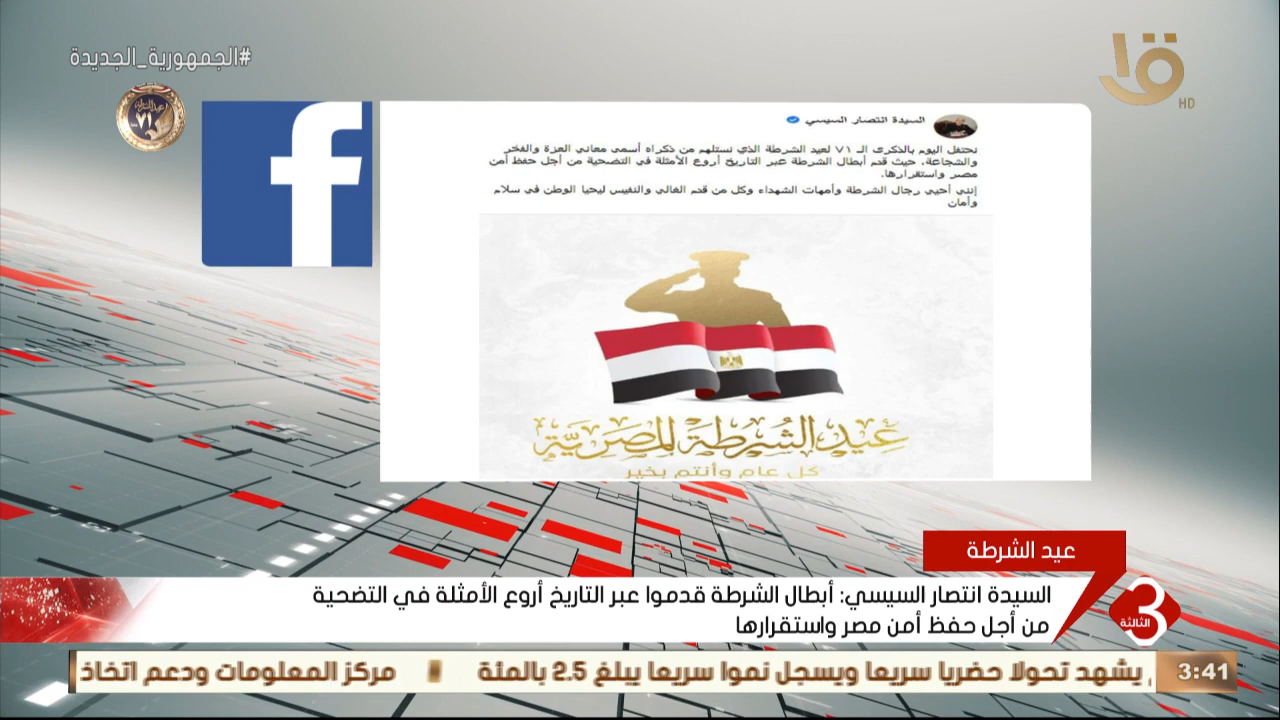 #الجمهورية_الجديدة
HD
عيد الشرطة
٧١
السيدة انتصار السيسي
نحتفل اليوم بالذكرى الـ ٧١ لعيد الشرطة الذي نستلهم من ذكراه أسمى معاني العزة والفخر
والشجاعة، حيث قدم أبطال الشرطة عبر التاريخ أروع الأمثلة في التضحية من أجل حفظ أمن
مصر واستقرارها.
إنني أحيي رجال الشرطة وأمهات الشهداء وكل من قدم الغالي والنفيس ليحيا الوطن في سلام
وأمان
عيد الشرطة المصرية
كل عام وأنتم بخير
عيد الشرطة
السيدة انتصار السيسي: أبطال الشرطة قدموا عبر التاريخ أروع الأمثلة في التضحية
من أجل حفظ أمن مصر واستقرارها
3
الثالثة
3:41
يشهد تحولا حضريا سريعا ويسجل نموا سريعا يبلغ 2.5 بالمئة
مركز المعلومات ودعم اتخاذ